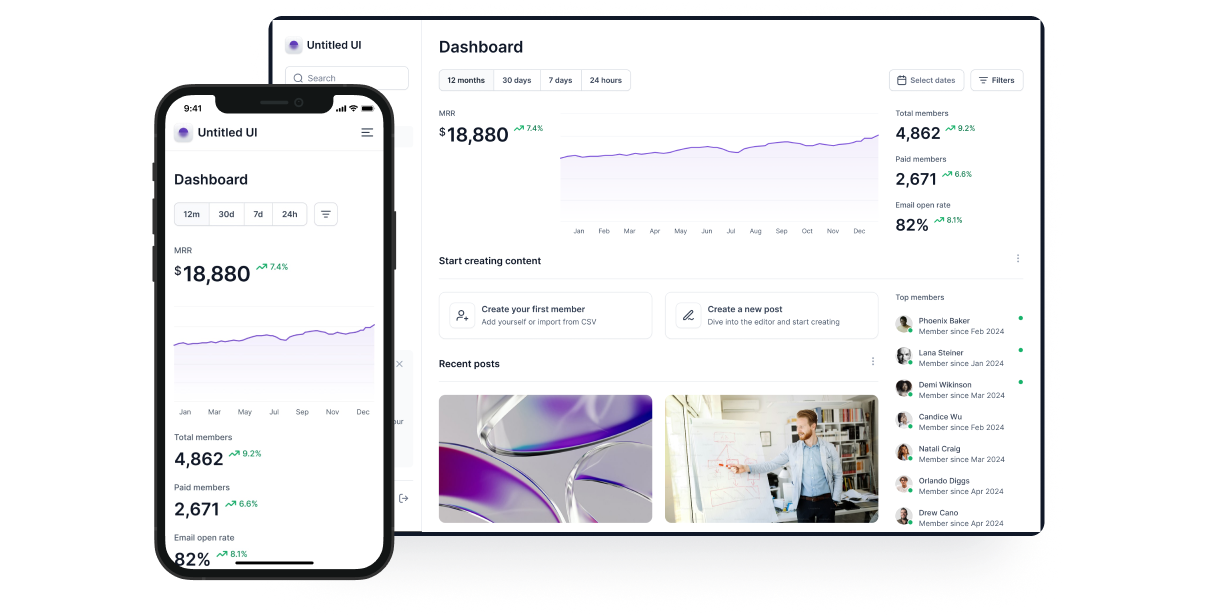 Untitled UI
Search
our
Dashboard
12 months 30 days 7 days 24 hours
Select dates Filters
MRR
$18,880 7.4%
Jan Feb Mar Apr May Jun Jul Aug Sep Oct Nov Dec
Total members
4,862 9.2%
Paid members
2,671 6.6%
Email open rate
82% 8.1%
Start creating content
Create your first member
Add yourself or import from CSV
Create a new post
Dive into the editor and start creating
Recent posts
Top members
Phoenix Baker
Member since Feb 2024
Lana Steiner
Member since Jan 2024
Demi Wikinson
Member since Mar 2024
Candice Wu
Member since Feb 2024
Natali Craig
Member since Mar 2024
Orlando Diggs
Member since Apr 2024
Drew Cano
Member since Apr 2024
9:41
Untitled UI
Dashboard
12m 30d 7d 24h
MRR
$18,880 7.4%
Jan Mar May Jul Sep Nov Dec
Total members
4,862 9.2%
Paid members
2,671 6.6%
Email open rate
82% 8.1%